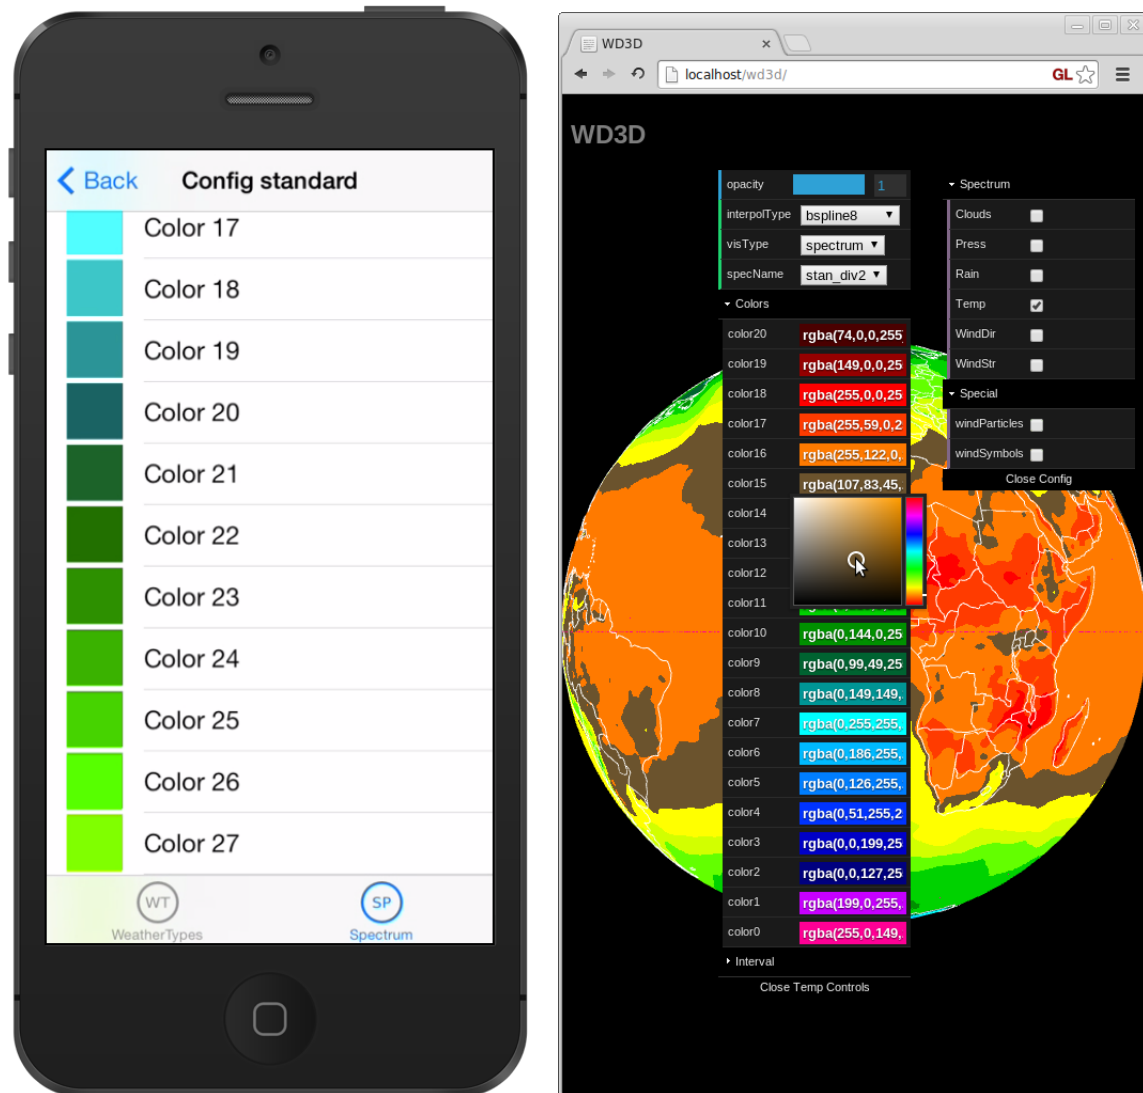 Back Config standard
Color 17
Color 18
Color 19
Color 20
Color 21
Color 22
Color 23
Color 24
Color 25
Color 26
Color 27
WT SP
WeatherTypes Spectrum
WD3D
localhost/wd3d/ GL
WD3D
opacity 1
interpolType bspline8
visType spectrum
specName stan_div2
Colors
color20 rgba(74,0,0,255
color19 rgba(149,0,0,25
color18 rgba(255,0,0,25
color17 rgba(255,59,0,2
color16 rgba(255,122,0,
color15 rgba(107,83,45,
color14
color13
color12
color11
color10 rgba(0,144,0,25
color9 rgba(0,99,49,25
color8 rgba(0,149,149,
color7 rgba(0,255,255,
color6 rgba(0,186,255,
color5 rgba(0,126,255,
color4 rgba(0,51,255,2
color3 rgba(0,0,199,25
color2 rgba(0,0,127,25
color1 rgba(199,0,255,
color0 rgba(255,0,149,
Interval
Close Temp Controls
Spectrum
Clouds
Press
Rain
Temp
WindDir
WindStr
Special
windParticles
windSymbols
Close Config